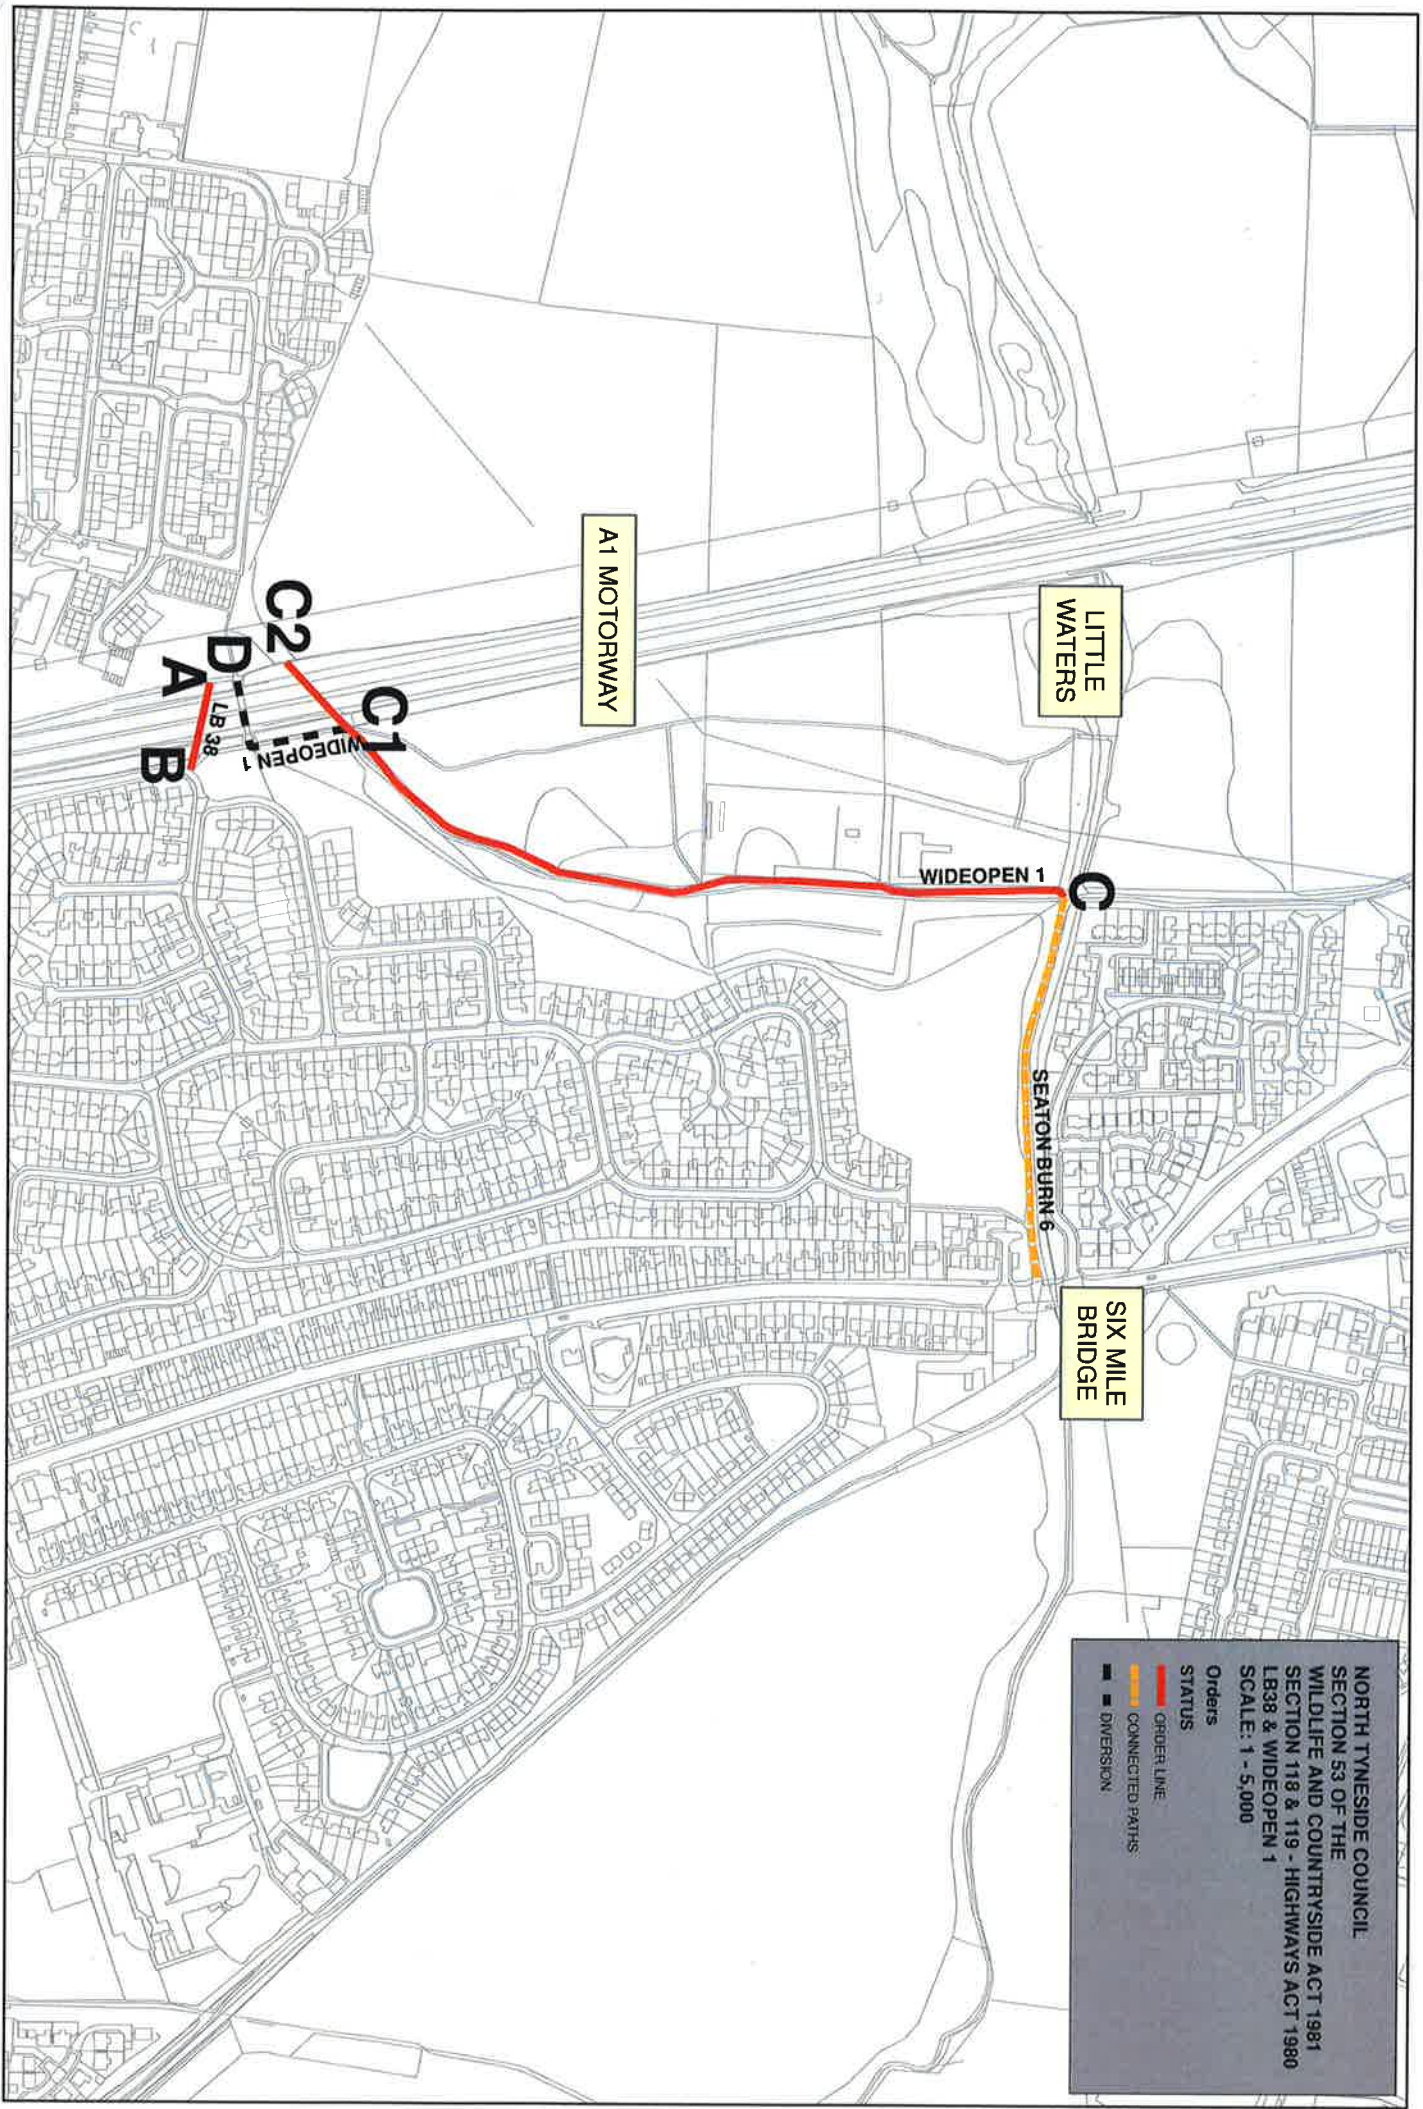 NORTH TYNESIDE COUNCIL
SECTION 53 OF THE
WILDLIFE AND COUNTRYSIDE ACT 1981
SECTION 118 & 119 - HIGHWAYS ACT 1980
LB38 & WIDEOPEN 1
SCALE: 1 - 5,000
Orders
STATUS
ORDER LINE
CONNECTED PATHS
DIVERSION
LITTLE
WATERS
SIX MILE
BRIDGE
C
WIDEOPEN 1
SEATON BURN 6
A1 MOTORWAY
C1
C2
WIDEOPEN 1
D
A
LB 38
B